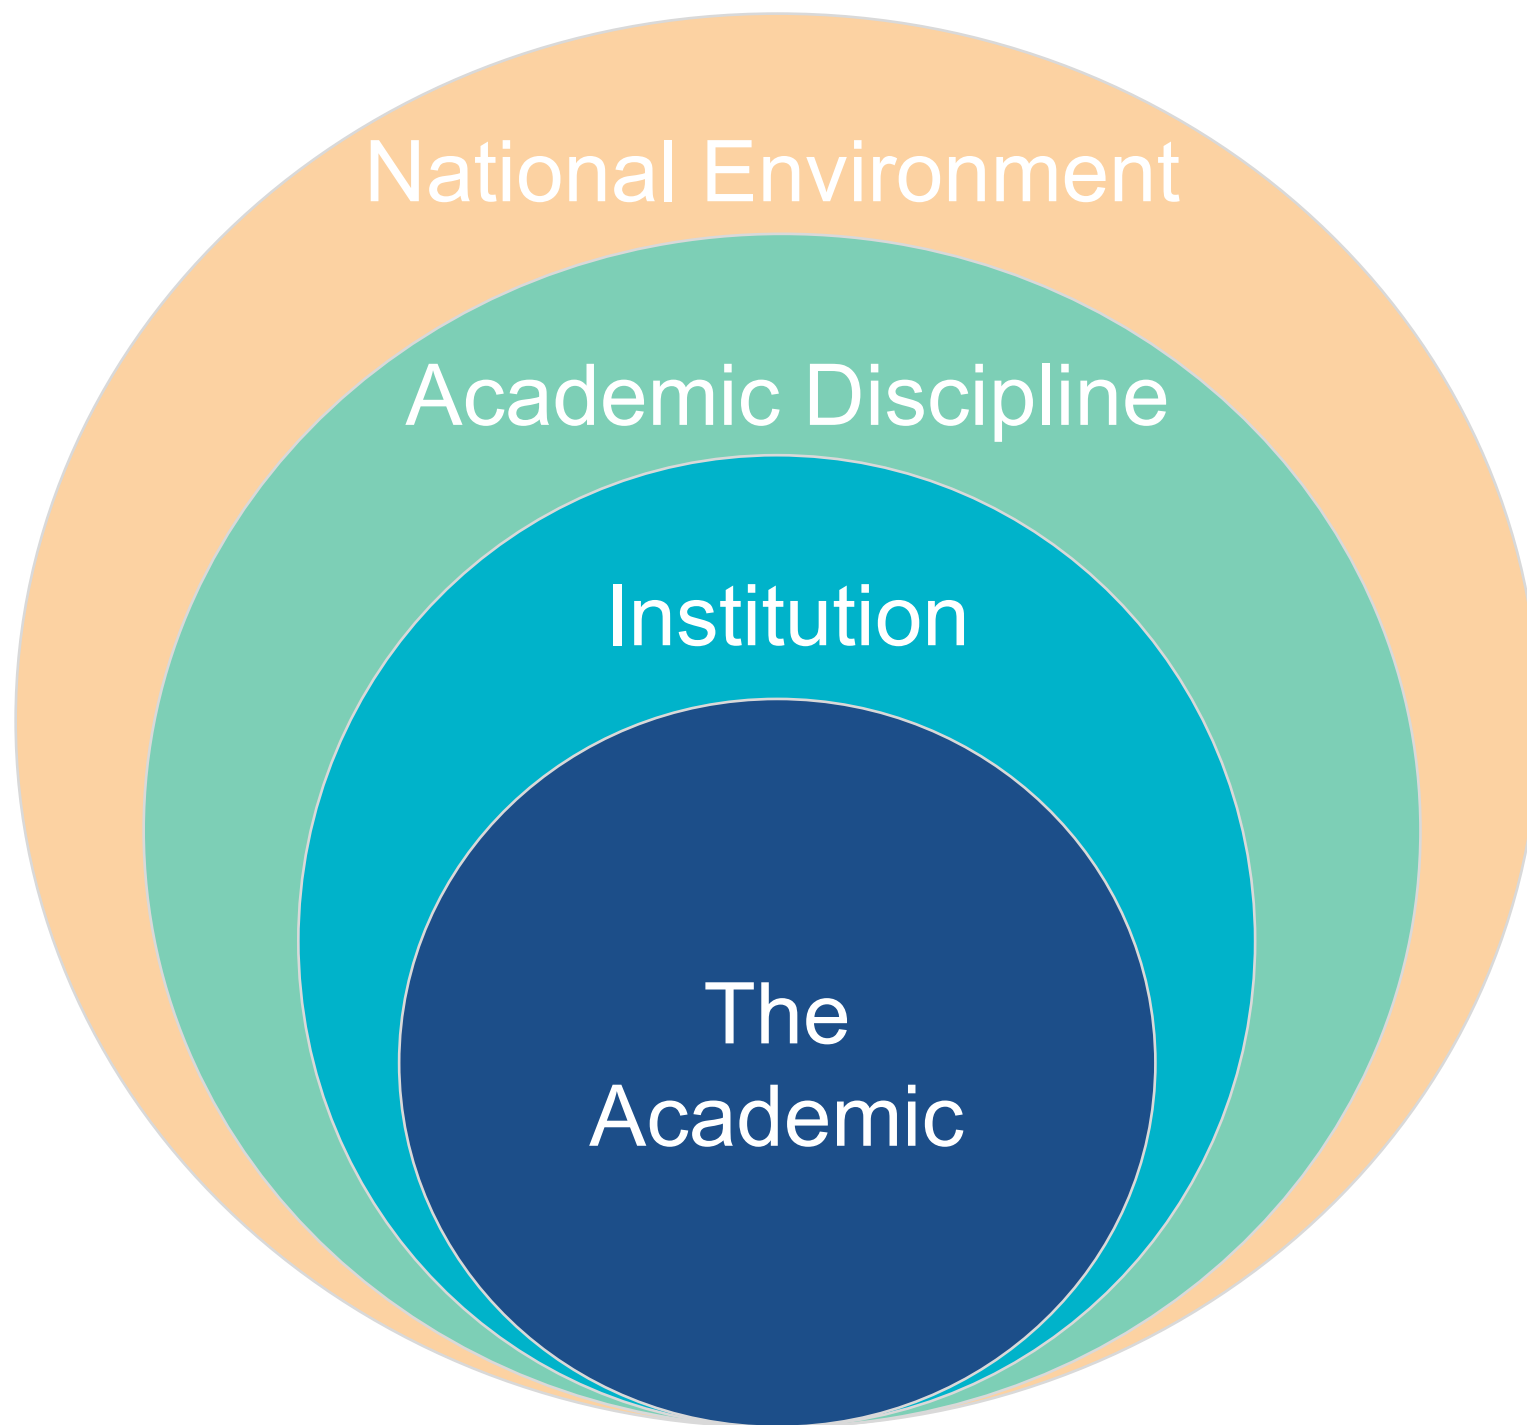 National Environment
Academic Discipline
Institution
The
Academic